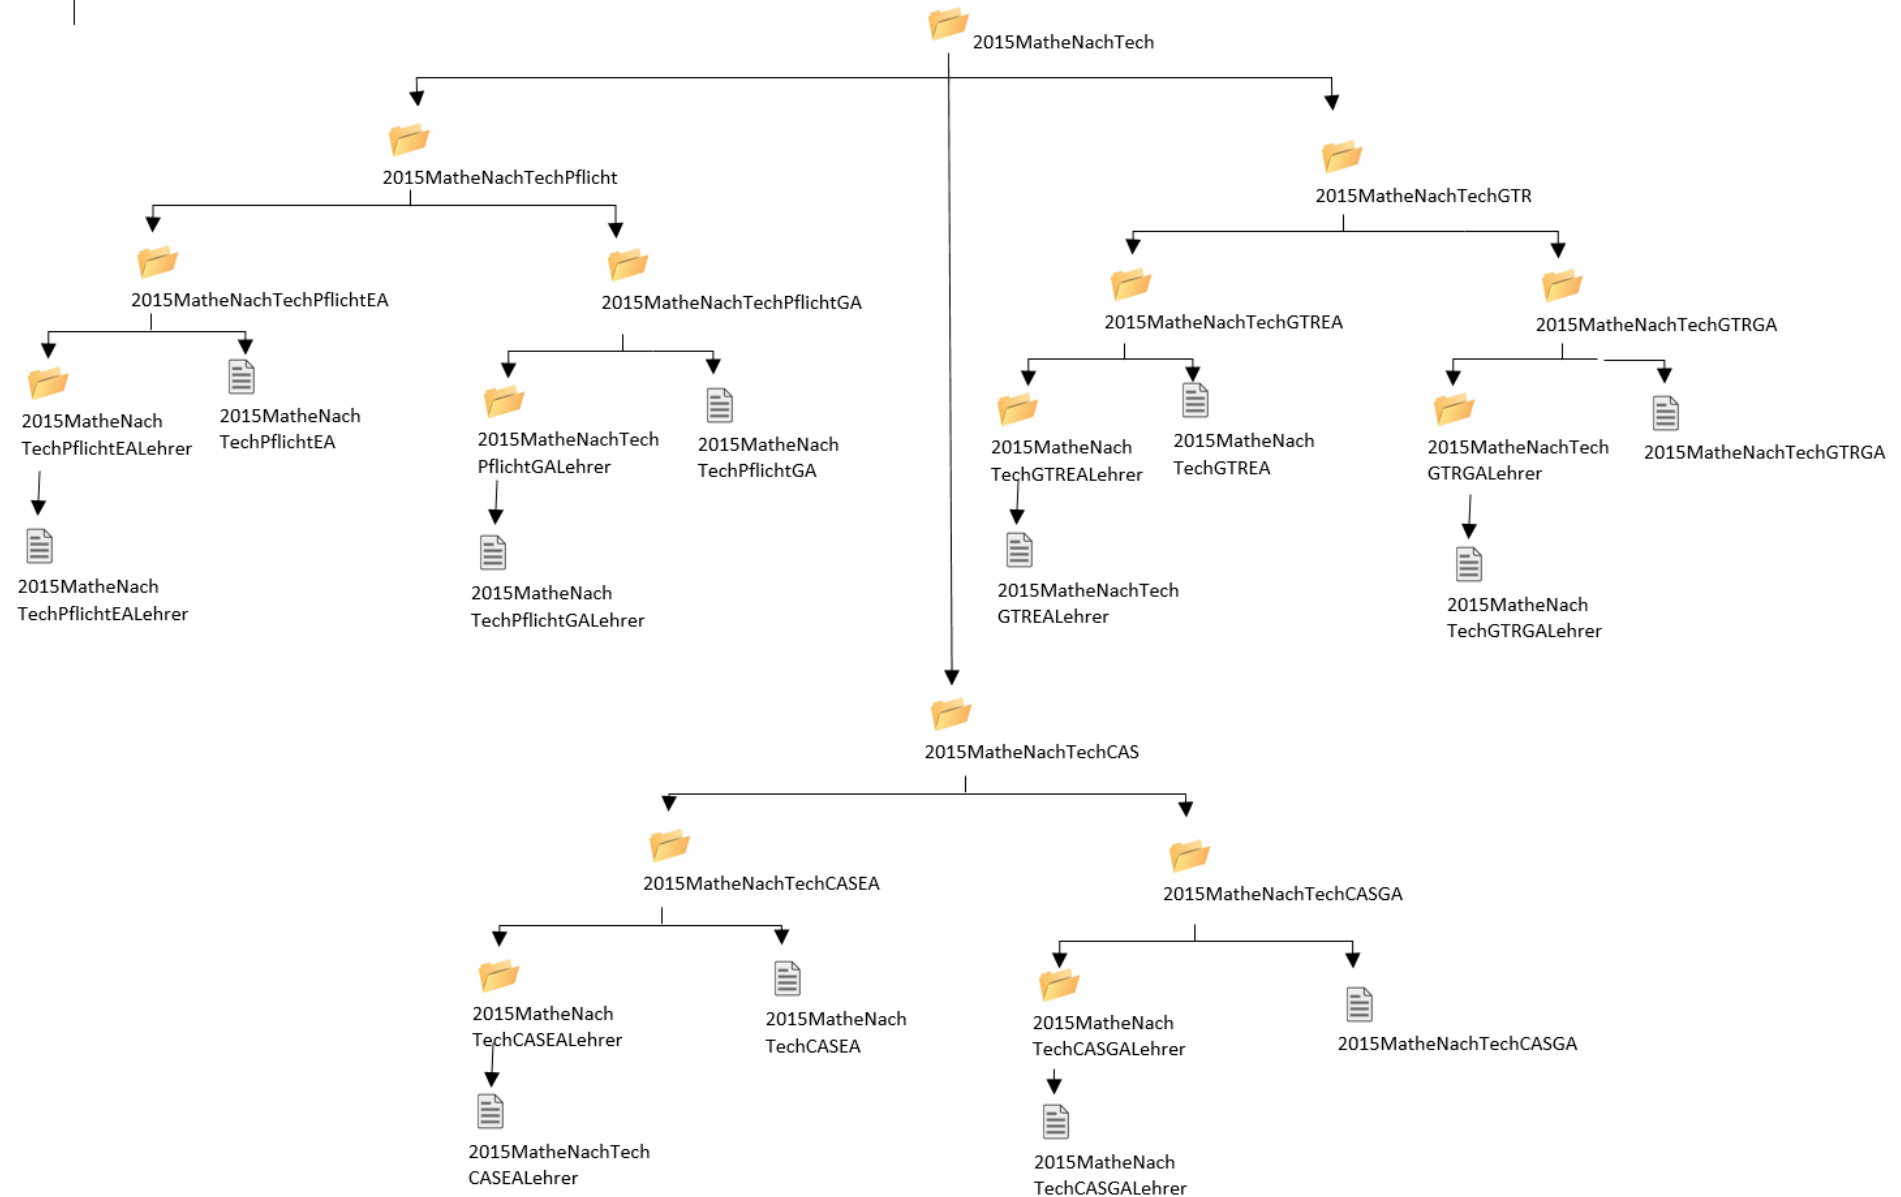 2015MatheNachTech
2015MatheNachTechPflicht
2015MatheNachTechGTR
2015MatheNachTechPflichtEA
2015MatheNachTechPflichtGA
2015MatheNachTechGTREA
2015MatheNachTechGTRGA
2015MatheNach
TechPflichtEALehrer
2015MatheNach
TechPflichtEA
2015MatheNachTech
PflichtGALehrer
2015MatheNach
TechPflichtGA
2015MatheNach
TechGTREALehrer
2015MatheNach
TechGTREA
2015MatheNachTech
GTRGALehrer
2015MatheNachTechGTRGA
2015MatheNach
TechPflichtEALehrer
2015MatheNach
TechPflichtGALehrer
2015MatheNachTech
GTREALehrer
2015MatheNach
TechGTRGALehrer
2015MatheNachTechCAS
2015MatheNachTechCASEA
2015MatheNachTechCASGA
2015MatheNach
TechCASEALehrer
2015MatheNach
TechCASEA
2015MatheNach
TechCASGALehrer
2015MatheNachTechCASGA
2015MatheNachTech
CASEALehrer
2015MatheNach
TechCASGALehrer